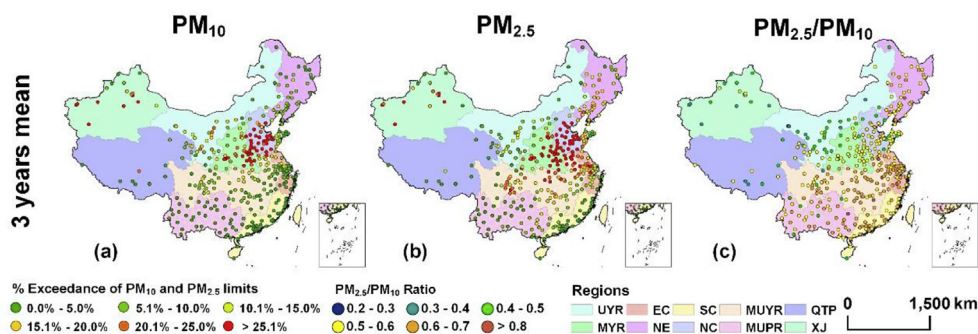 PM10 PM2.5 PM2.5/PM10
3 years mean
(a) (b) (c)
% Exceedance of PM10 and PM2.5 limits
0.0% - 5.0% 5.1% - 10.0% 10.1% - 15.0%
15.1% - 20.0% 20.1% - 25.0% > 25.1%
PM2.5/PM10 Ratio
0.2 - 0.3 0.3 - 0.4 0.4 - 0.5
0.5 - 0.6 0.6 - 0.7 > 0.8
Regions
UYR EC SC MUYR QTP
MYR NE NC MUPR XJ
0 1,500 km